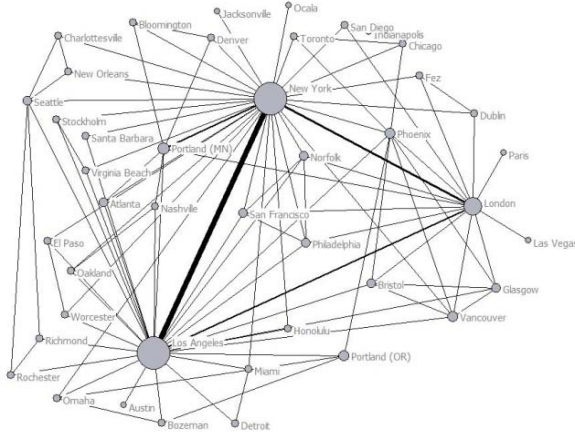 Jacksonville
Ocala
Bloomington
San Diego
Indianapolis
Charlottesville
Denver
Toronto
Chicago
New Orleans
Fez
New York
Seattle
Dublin
Stockholm
Santa Barbara
Phoenix
Portland (MN)
Norfolk
Paris
Virginia Beach
Atlanta
Nashville
London
San Francisco
El Paso
Philadelphia
Las Vegas
Oakland
Bristol
Glasgow
Worcester
Vancouver
Honolulu
Richmond
Los Angeles
Portland (OR)
Rochester
Miami
Omaha
Austin
Bozeman
Detroit